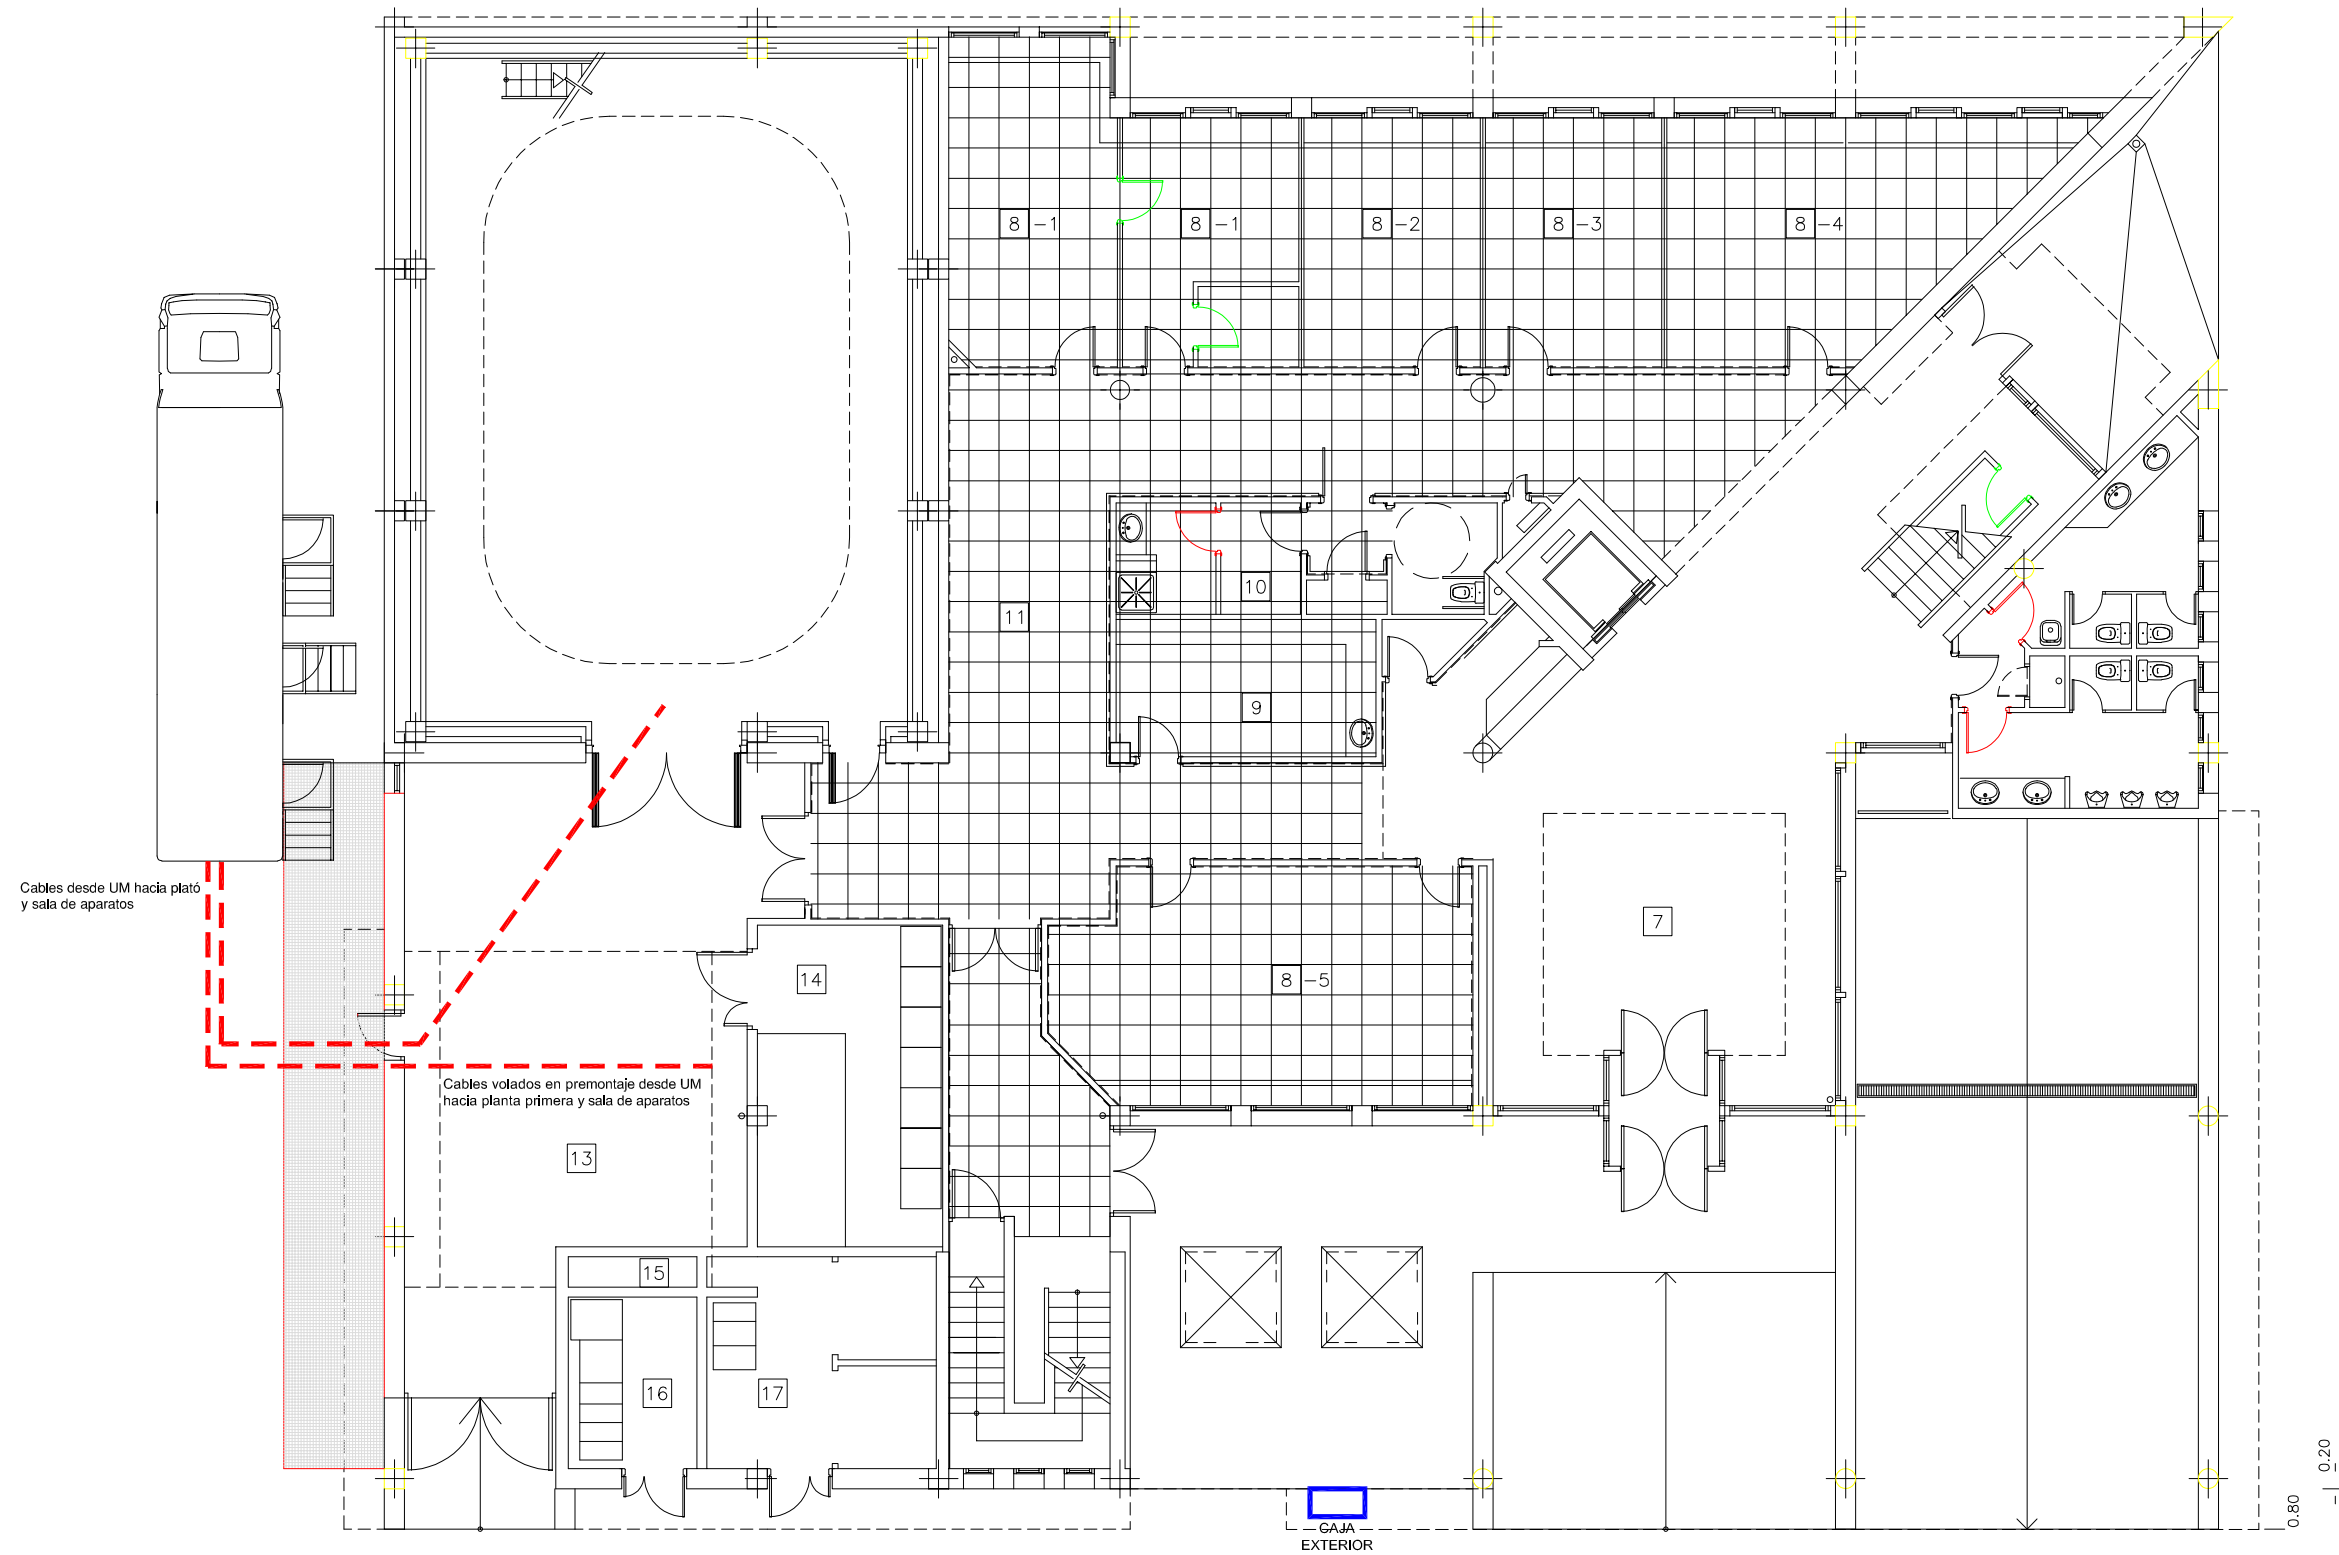 8 -1
8 -1
8 -2
8 -3
8 -4
10
11
9
Cables desde UM hacia plató
y sala de aparatos
7
14
8 -5
Cables volados en premontaje desde UM
hacia planta primera y sala de aparatos
13
15
16
17
CAJA
EXTERIOR
0.80
0.20